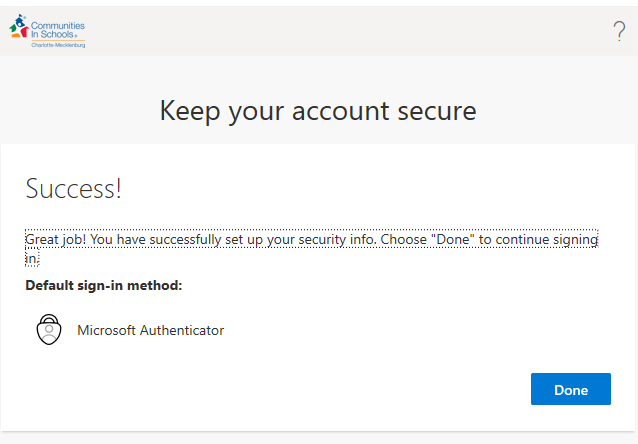 Communities
In Schools®
Charlotte-Mecklenburg
?
Keep your account secure
Success!
Great job! You have successfully set up your security info. Choose "Done" to continue signing
in.
Default sign-in method:
Microsoft Authenticator
Done